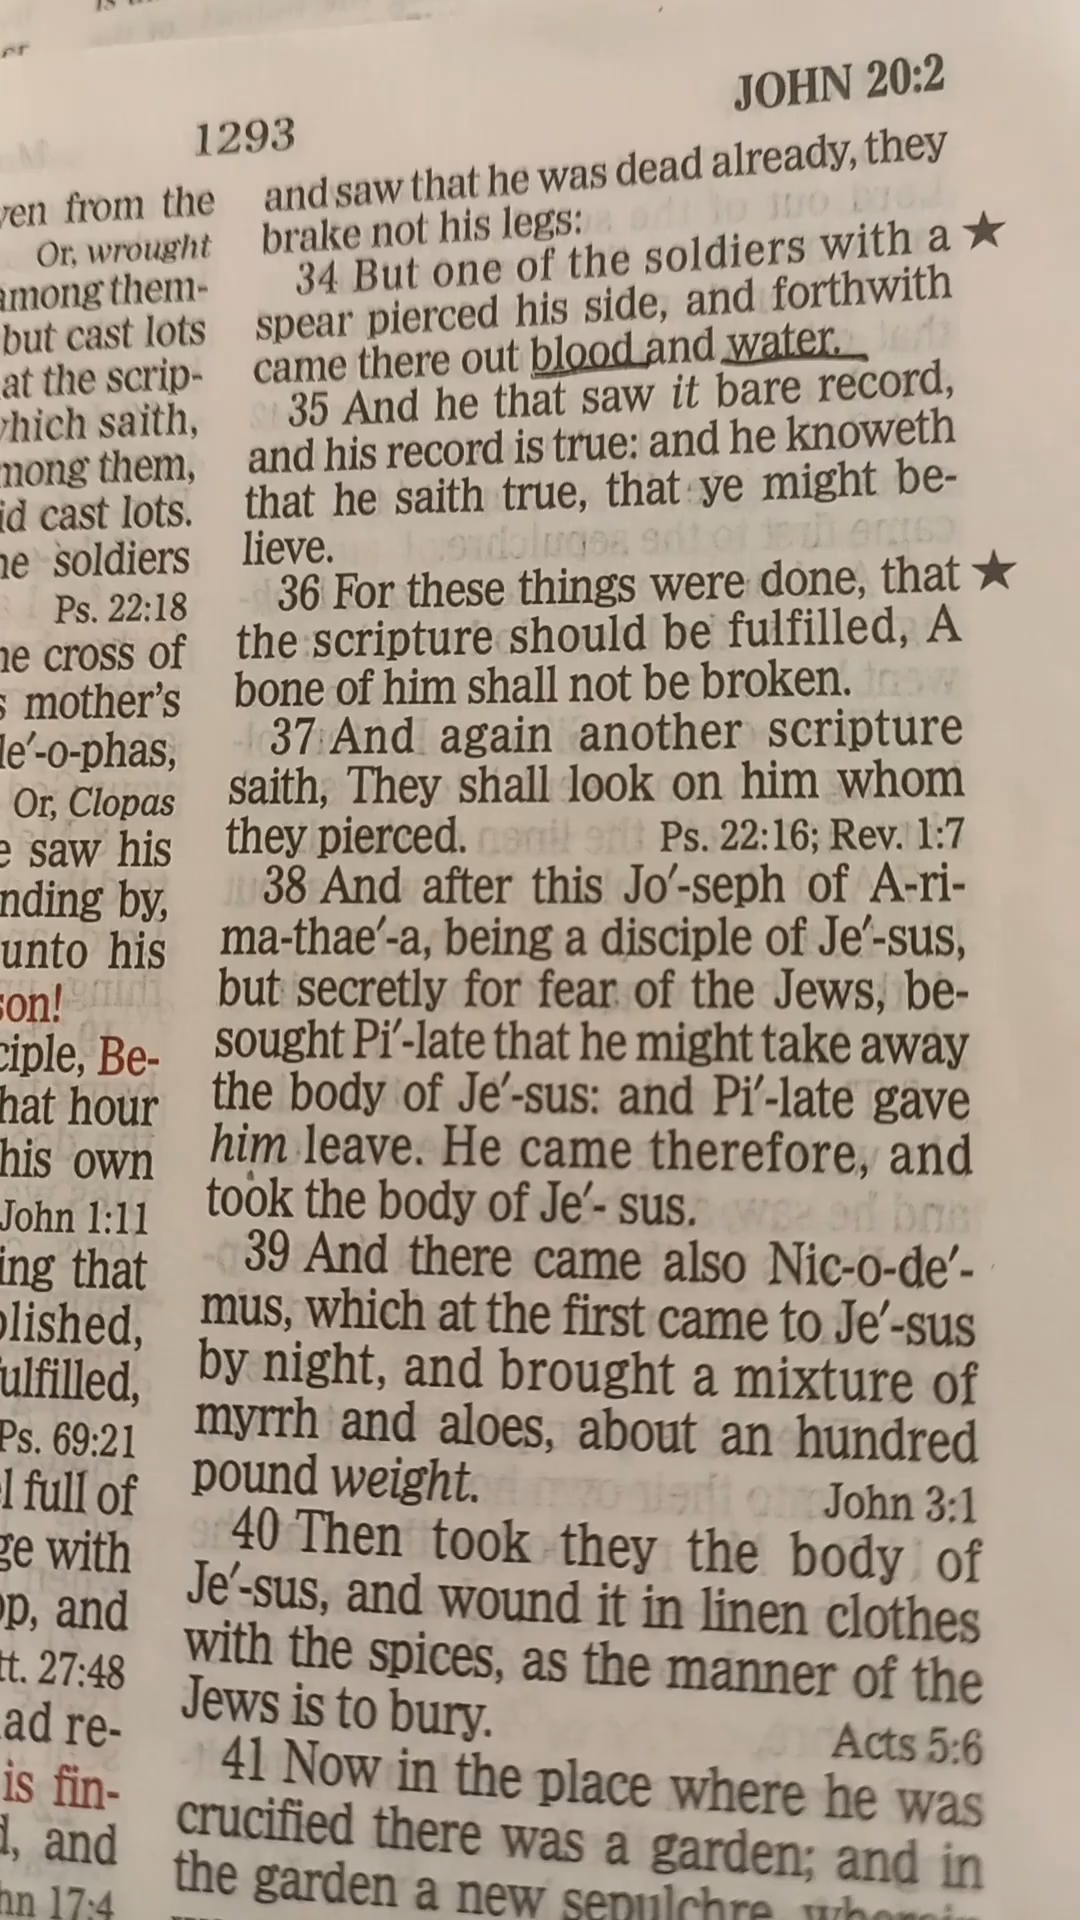 1293
JOHN 20:2
ven from the
Or, wrought
among them-
but cast lots
at the scrip-
which saith,
mong them,
id cast lots.
he soldiers
Ps. 22:18
he cross of
s mother's
le′-o-phas,
Or, Clopas
e saw his
nding by,
unto his
son!
ciple, Be-
hat hour
his own
John 1:11
ing that
plished,
ulfilled,
Ps. 69:21
l full of
ge with
op, and
tt. 27:48
ad re-
is fin-
d, and
hn 17:4
and saw that he was dead already, they
brake not his legs:
34 But one of the soldiers with a ★
spear pierced his side, and forthwith
came there out blood and water.
35 And he that saw it bare record,
and his record is true: and he knoweth
that he saith true, that ye might be-
lieve.
36 For these things were done, that ★
the scripture should be fulfilled, A
bone of him shall not be broken.
37 And again another scripture
saith, They shall look on him whom
they pierced. Ps. 22:16; Rev. 1:7
38 And after this Jo′-seph of A-ri-
ma-thae′-a, being a disciple of Je′-sus,
but secretly for fear of the Jews, be-
sought Pi′-late that he might take away
the body of Je′-sus: and Pi′-late gave
him leave. He came therefore, and
took the body of Je′- sus.
39 And there came also Nic-o-de′-
mus, which at the first came to Je′-sus
by night, and brought a mixture of
myrrh and aloes, about an hundred
pound weight. John 3:1
40 Then took they the body of
Je′-sus, and wound it in linen clothes
with the spices, as the manner of the
Jews is to bury. Acts 5:6
41 Now in the place where he was
crucified there was a garden; and in
the garden a new sepulchre, wherein